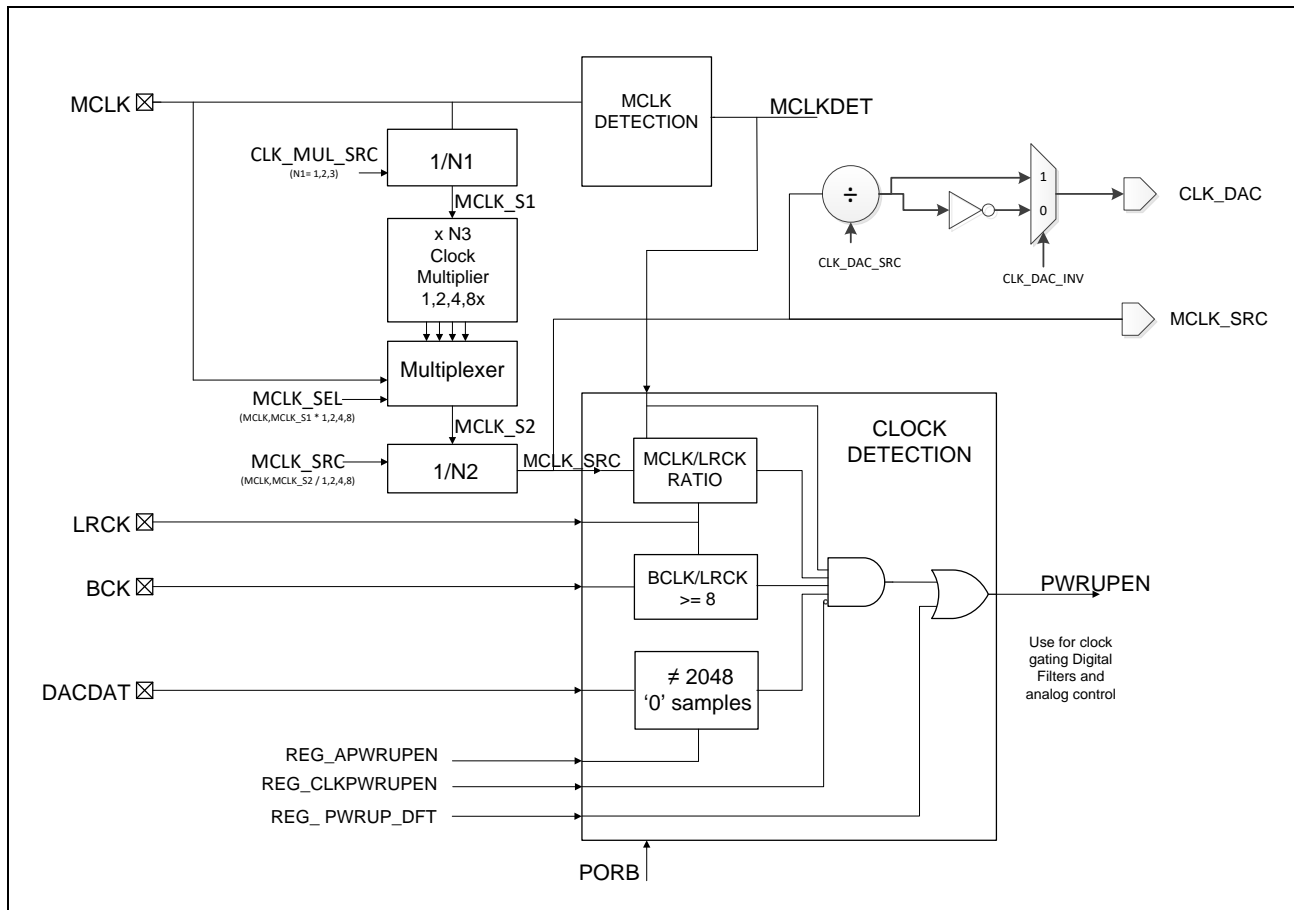 MCLK
MCLK
DETECTION
MCLKDET
CLK_MUL_SRC
(N1= 1,2,3)
1/N1
MCLK_S1
x N3
Clock
Multiplier
1,2,4,8x
÷
1
0
CLK_DAC
CLK_DAC_SRC
CLK_DAC_INV
MCLK_SRC
Multiplexer
MCLK_SEL
(MCLK,MCLK_S1 * 1,2,4,8)
MCLK_S2
MCLK_SRC
(MCLK,MCLK_S2 / 1,2,4,8)
1/N2
MCLK_SRC
MCLK/LRCK
RATIO
CLOCK
DETECTION
LRCK
BCK
BCLK/LRCK
>= 8
PWRUPEN
Use for clock
gating Digital
Filters and
analog control
DACDAT
≠ 2048
‘0’ samples
REG_APWRUPEN
REG_CLKPWRUPEN
REG_ PWRUP_DFT
PORB